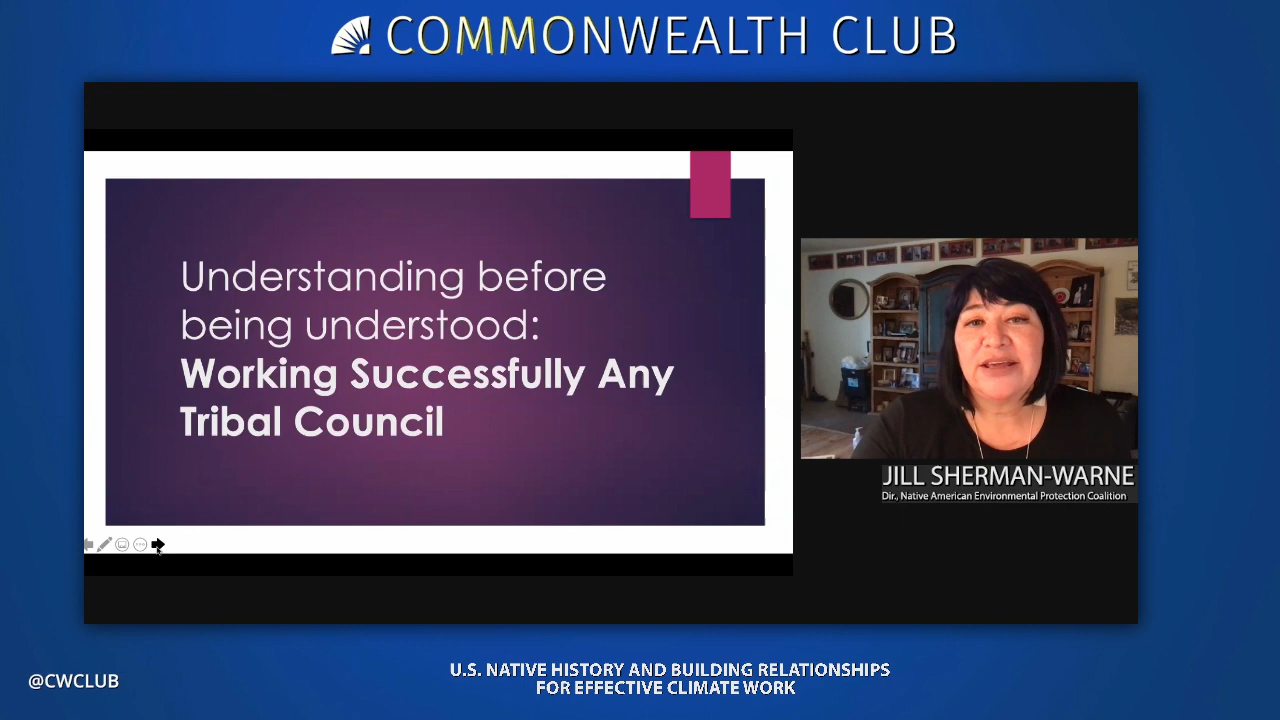 COMMONWEALTH CLUB
Understanding before
being understood:
Working Successfully Any
Tribal Council
JILL SHERMAN-WARNE
Dir., Native American Environmental Protection Coalition
@CWCLUB
U.S. NATIVE HISTORY AND BUILDING RELATIONSHIPS
FOR EFFECTIVE CLIMATE WORK